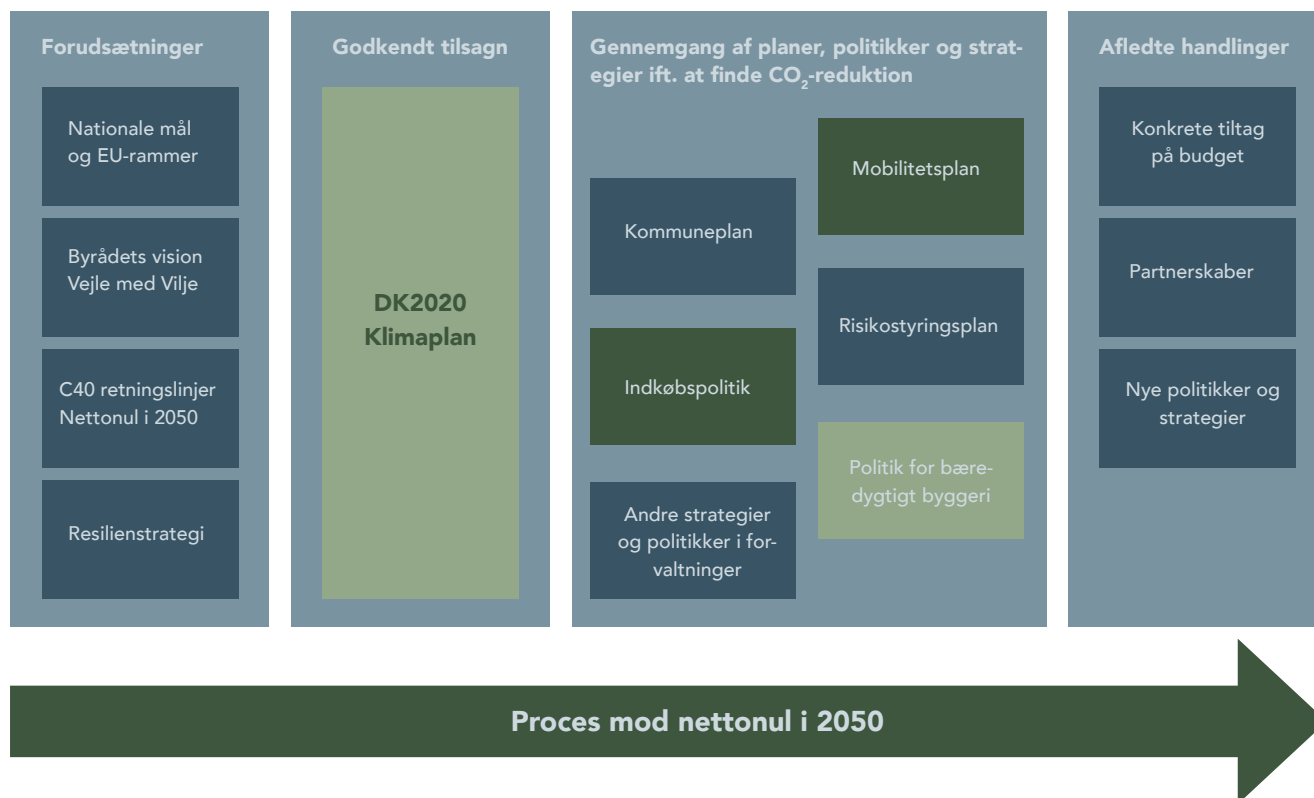 Forudsætninger
Nationale mål
og EU-rammer
Byrådets vision
Vejle med Vilje
C40 retningslinjer
Nettonul i 2050
Resilienstrategi
Godkendt tilsagn
DK2020
Klimaplan
Gennemgang af planer, politikker og strat-
egier ift. at finde CO₂-reduktion
Kommuneplan
Indkøbspolitik
Andre strategier
og politikker i for-
valtninger
Mobilitetsplan
Risikostyringsplan
Politik for bære-
dygtigt byggeri
Afledte handlinger
Konkrete tiltag
på budget
Partnerskaber
Nye politikker og
strategier
Proces mod nettonul i 2050